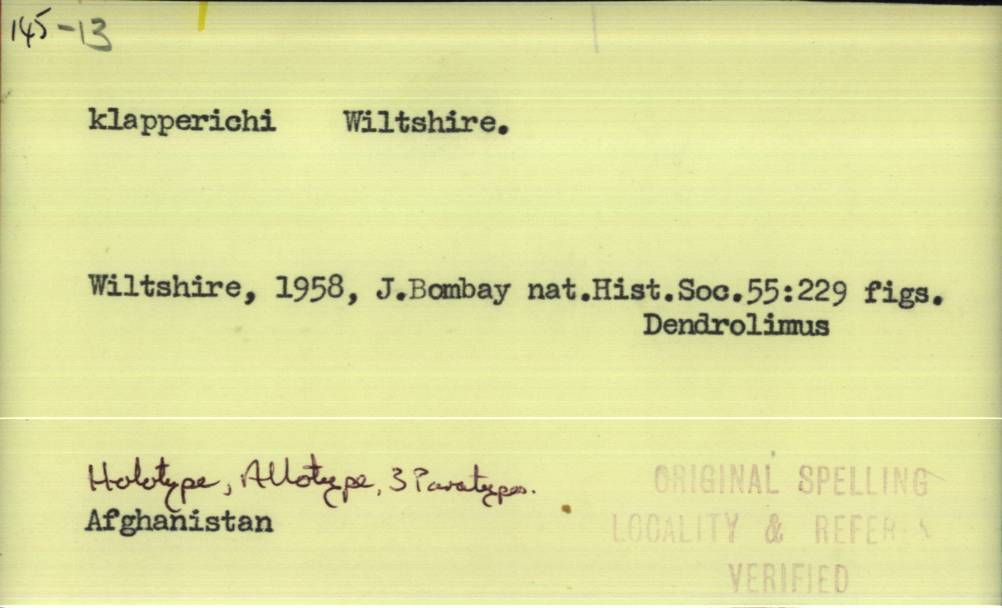 145-13
klapperichi Wiltshire.
Wiltshire, 1958, J.Bombay nat.Hist.Soc.55:229 figs.
Dendrolimus
Holotype, Allotype, 3 Paratypes.
Afghanistan
ORIGINAL SPELLING
LOCALITY &
VERIFIED